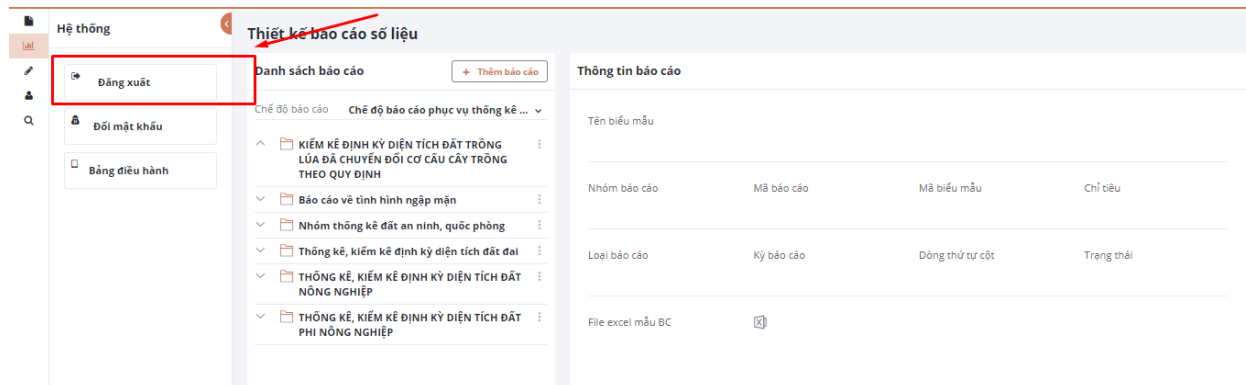 Hệ thống
Đăng xuất
Đổi mật khẩu
Bảng điều hành
Thiết kế báo cáo số liệu
Danh sách báo cáo
+ Thêm báo cáo
Chế độ báo cáo Chế độ báo cáo phục vụ thống kê ...
KIỂM KÊ ĐỊNH KỲ DIỆN TÍCH ĐẤT TRỒNG
LÚA ĐÃ CHUYỂN ĐỔI CƠ CẤU CÂY TRỒNG
THEO QUY ĐỊNH
Báo cáo về tình hình ngập mặn
Nhóm thống kê đất an ninh, quốc phòng
Thống kê, kiểm kê định kỳ diện tích đất đai
THỐNG KÊ, KIỂM KÊ ĐỊNH KỲ DIỆN TÍCH ĐẤT
NÔNG NGHIỆP
THỐNG KÊ, KIỂM KÊ ĐỊNH KỲ DIỆN TÍCH ĐẤT
PHI NÔNG NGHIỆP
Thông tin báo cáo
Tên biểu mẫu
Nhóm báo cáo Mã báo cáo Mã biểu mẫu Chỉ tiêu
Loại báo cáo Kỳ báo cáo Dòng thứ tự cột Trạng thái
File excel mẫu BC